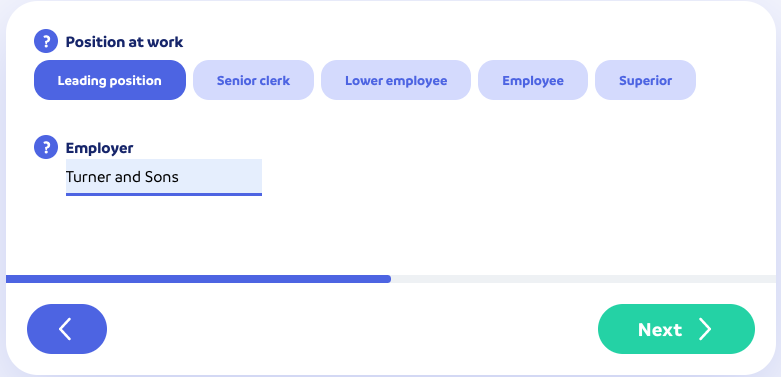 ? Position at work
Leading position Senior clerk Lower employee Employee Superior
? Employer
Turner and Sons
Next